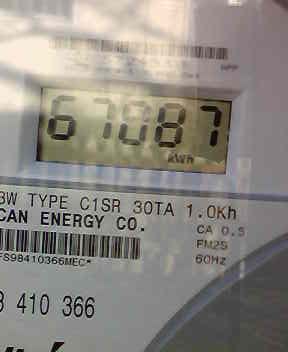 67087
kWh
3W TYPE C1SR 30TA 1.0Kh
CAN ENERGY CO.
CA 0.5
FM2S
FS98410366MEC*
60Hz
410 366